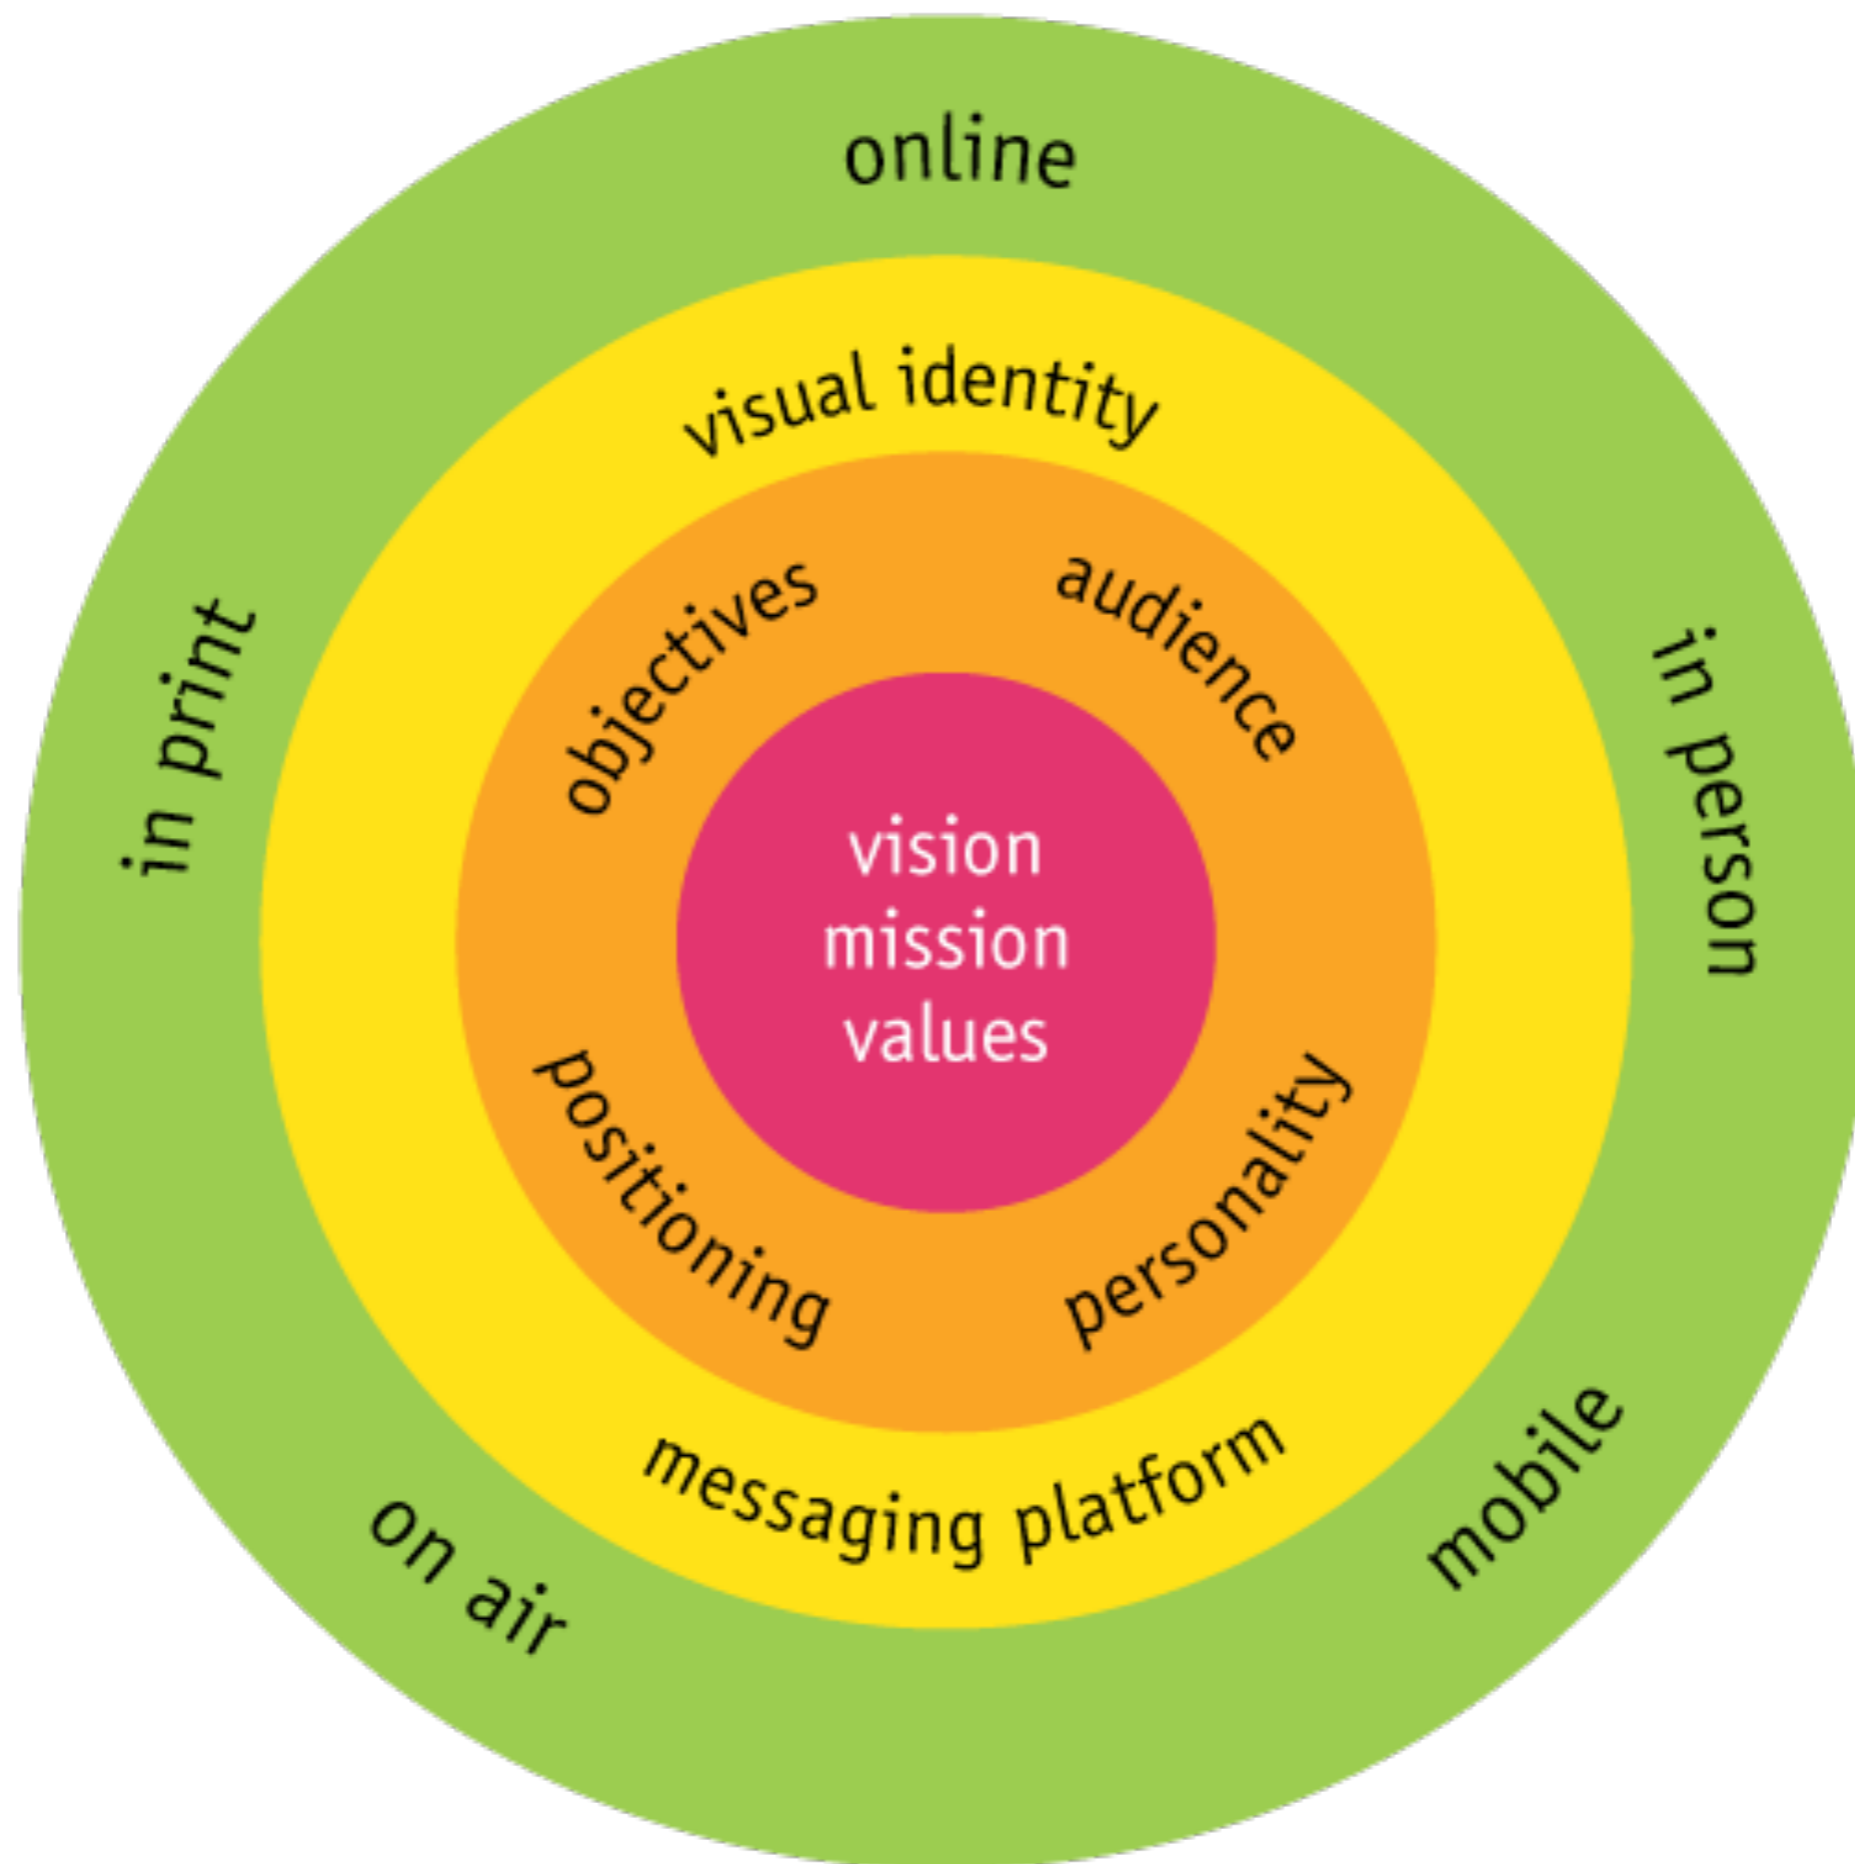 online
visual identity
objectives
audience
in print
in person
vision
mission
values
positioning
personality
messaging platform
mobile
on air